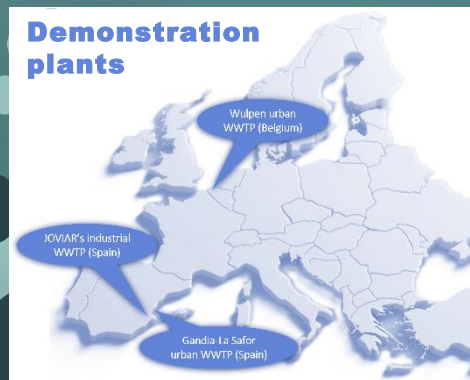 Demonstration
plants
Wulpen urban
WWTP (Belgium)
JOVIAR's industrial
WWTP (Spain)
Gandia-La Safor
urban WWTP (Spain)